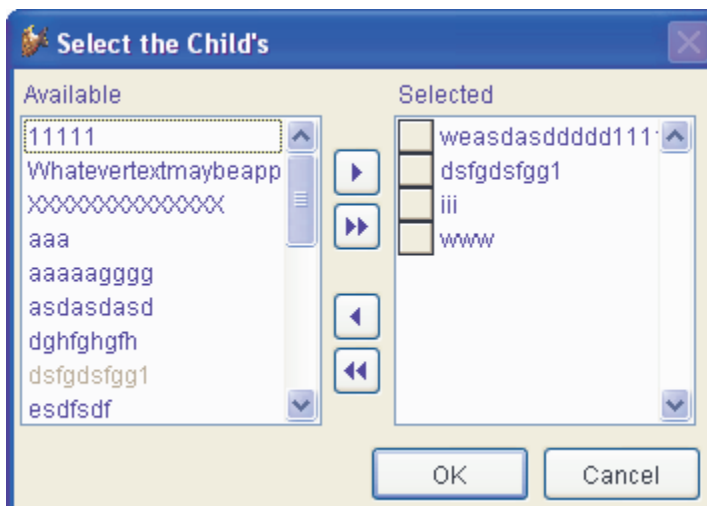 Select the Child's
Available
11111
Whatevertextmaybeapp
XXXXXXXXXXXXXX
aaa
aaaaagggg
asdasdasd
dghfghgfh
dsfgdsfgg1
esdfsdf
Selected
weasdasddddd111
dsfgdsfgg1
iii
www
OK
Cancel